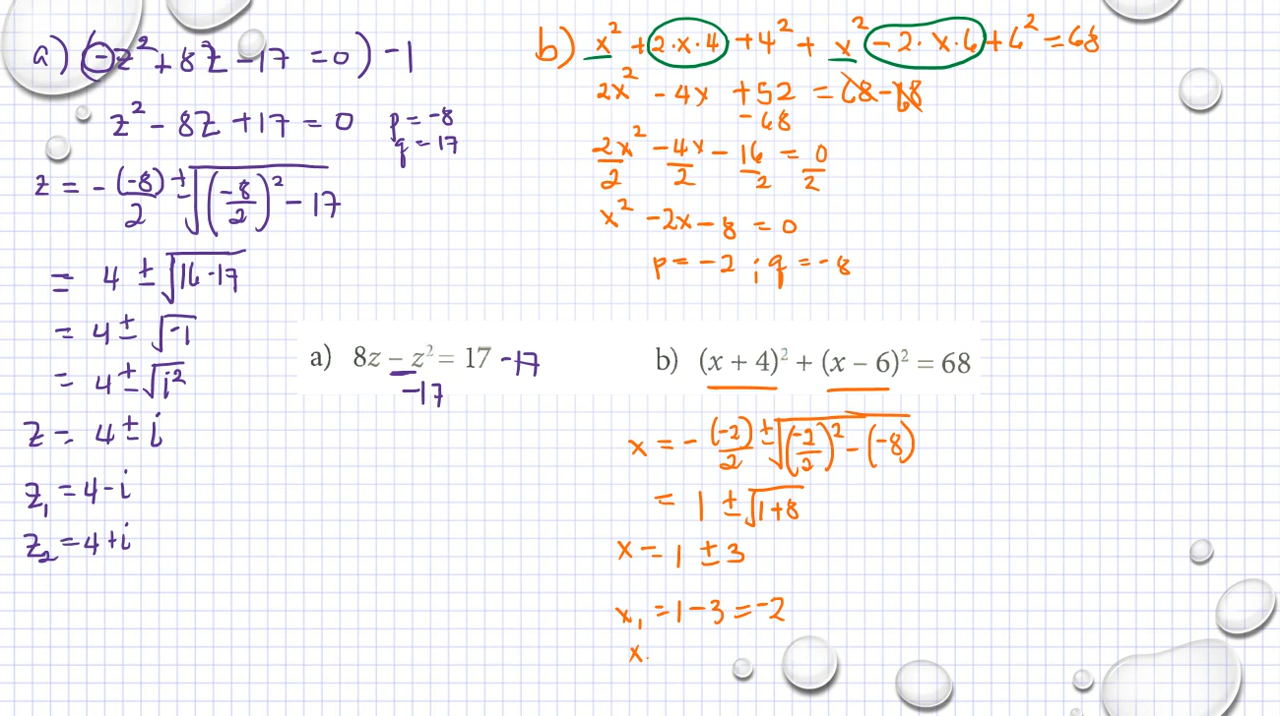 a) (-z² + 8z - 17 = 0) - 1
z² - 8z + 17 = 0
p = -8
q = 17
z = - (-8)/2 ± √((-8/2)² - 17)
= 4 ± √(16 - 17)
= 4 ± √-1
= 4 ± √i²
z = 4 ± i
z₁ = 4 - i
z₂ = 4 + i
a) 8z - z² = 17 -17
-17
b) x² + 2·x·4 + 4² + x² - 2·x·6 + 6² = 68
2x² - 4x + 52 = 68 - 68
- 68
2x²/2 - 4x/2 - 16/2 = 0/2
x² - 2x - 8 = 0
p = -2 ; q = -8
b) (x + 4)² + (x − 6)² = 68
x = - (-2)/2 ± √((-2/2)² - (-8))
= 1 ± √(1+8)
x = 1 ± 3
x₁ = 1 - 3 = -2
x